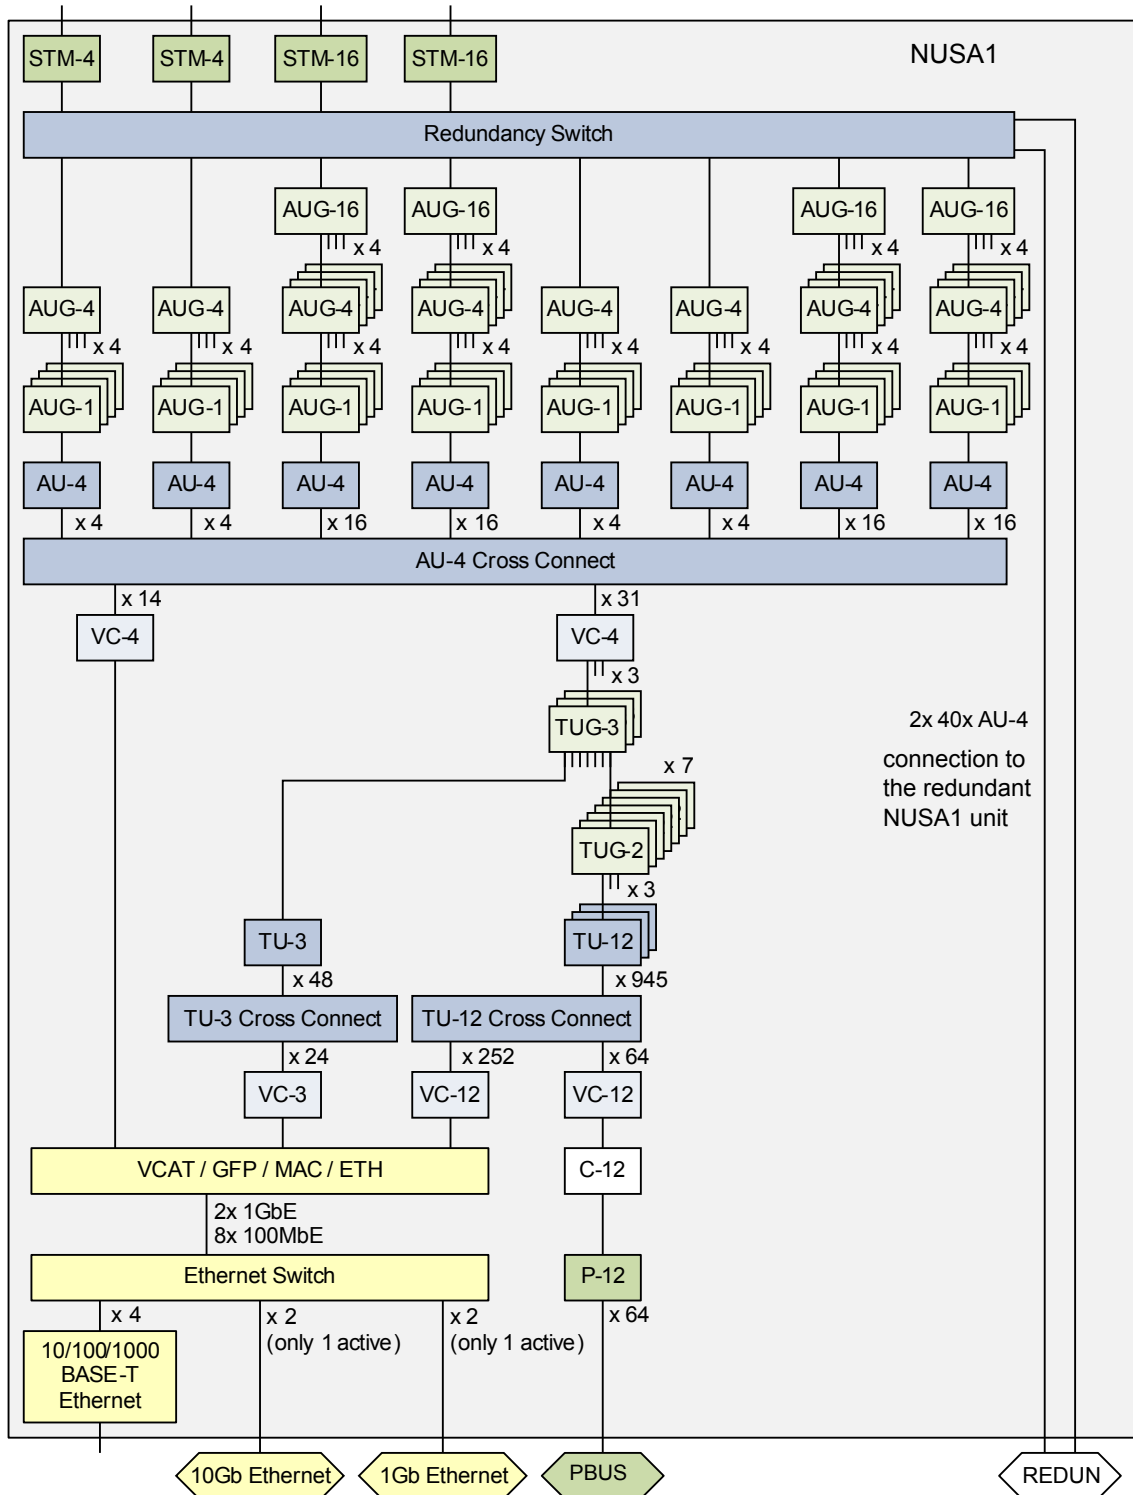 NUSA1
STM-4 STM-4 STM-16 STM-16
Redundancy Switch
AUG-16 AUG-16 AUG-16 AUG-16
x 4 x 4 x 4 x 4
AUG-4 AUG-4 AUG-4 AUG-4 AUG-4 AUG-4 AUG-4 AUG-4
x 4 x 4 x 4 x 4 x 4 x 4 x 4 x 4
AUG-1 AUG-1 AUG-1 AUG-1 AUG-1 AUG-1 AUG-1 AUG-1
AU-4 AU-4 AU-4 AU-4 AU-4 AU-4 AU-4 AU-4
x 4 x 4 x 16 x 16 x 4 x 4 x 16 x 16
AU-4 Cross Connect
x 14 x 31
VC-4 VC-4
x 3
TUG-3
2x 40x AU-4
connection to
the redundant
NUSA1 unit
x 7
TUG-2
x 3
TU-3 TU-12
x 48 x 945
TU-3 Cross Connect TU-12 Cross Connect
x 24 x 252 x 64
VC-3 VC-12 VC-12
VCAT / GFP / MAC / ETH C-12
2x 1GbE
8x 100MbE
Ethernet Switch P-12
x 4 x 2 x 2 x 64
(only 1 active) (only 1 active)
10/100/1000
BASE-T
Ethernet
10Gb Ethernet 1Gb Ethernet PBUS REDUN